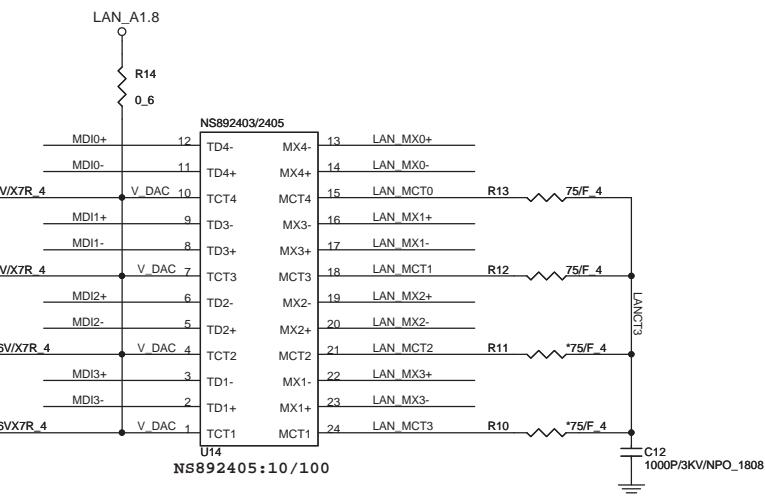 LAN_A1.8
R14
0_6
NS892403/2405
MDI0+ 12 TD4- MX4- 13 LAN_MX0+
MDI0- 11 TD4+ MX4+ 14 LAN_MX0-
V/X7R_4 V_DAC 10 TCT4 MCT4 15 LAN_MCT0 R13 75/F_4
MDI1+ 9 TD3- MX3- 16 LAN_MX1+
MDI1- 8 TD3+ MX3+ 17 LAN_MX1-
V/X7R_4 V_DAC 7 TCT3 MCT3 18 LAN_MCT1 R12 75/F_4
MDI2+ 6 TD2- MX2- 19 LAN_MX2+
LANCT3
MDI2- 5 TD2+ MX2+ 20 LAN_MX2-
6V/X7R_4 V_DAC 4 TCT2 MCT2 21 LAN_MCT2 R11 *75/F_4
MDI3+ 3 TD1- MX1- 22 LAN_MX3+
MDI3- 2 TD1+ MX1+ 23 LAN_MX3-
6VX7R_4 V_DAC 1 TCT1 MCT1 24 LAN_MCT3 R10 *75/F_4
U14
C12
NS892405:10/100
1000P/3KV/NPO_1808